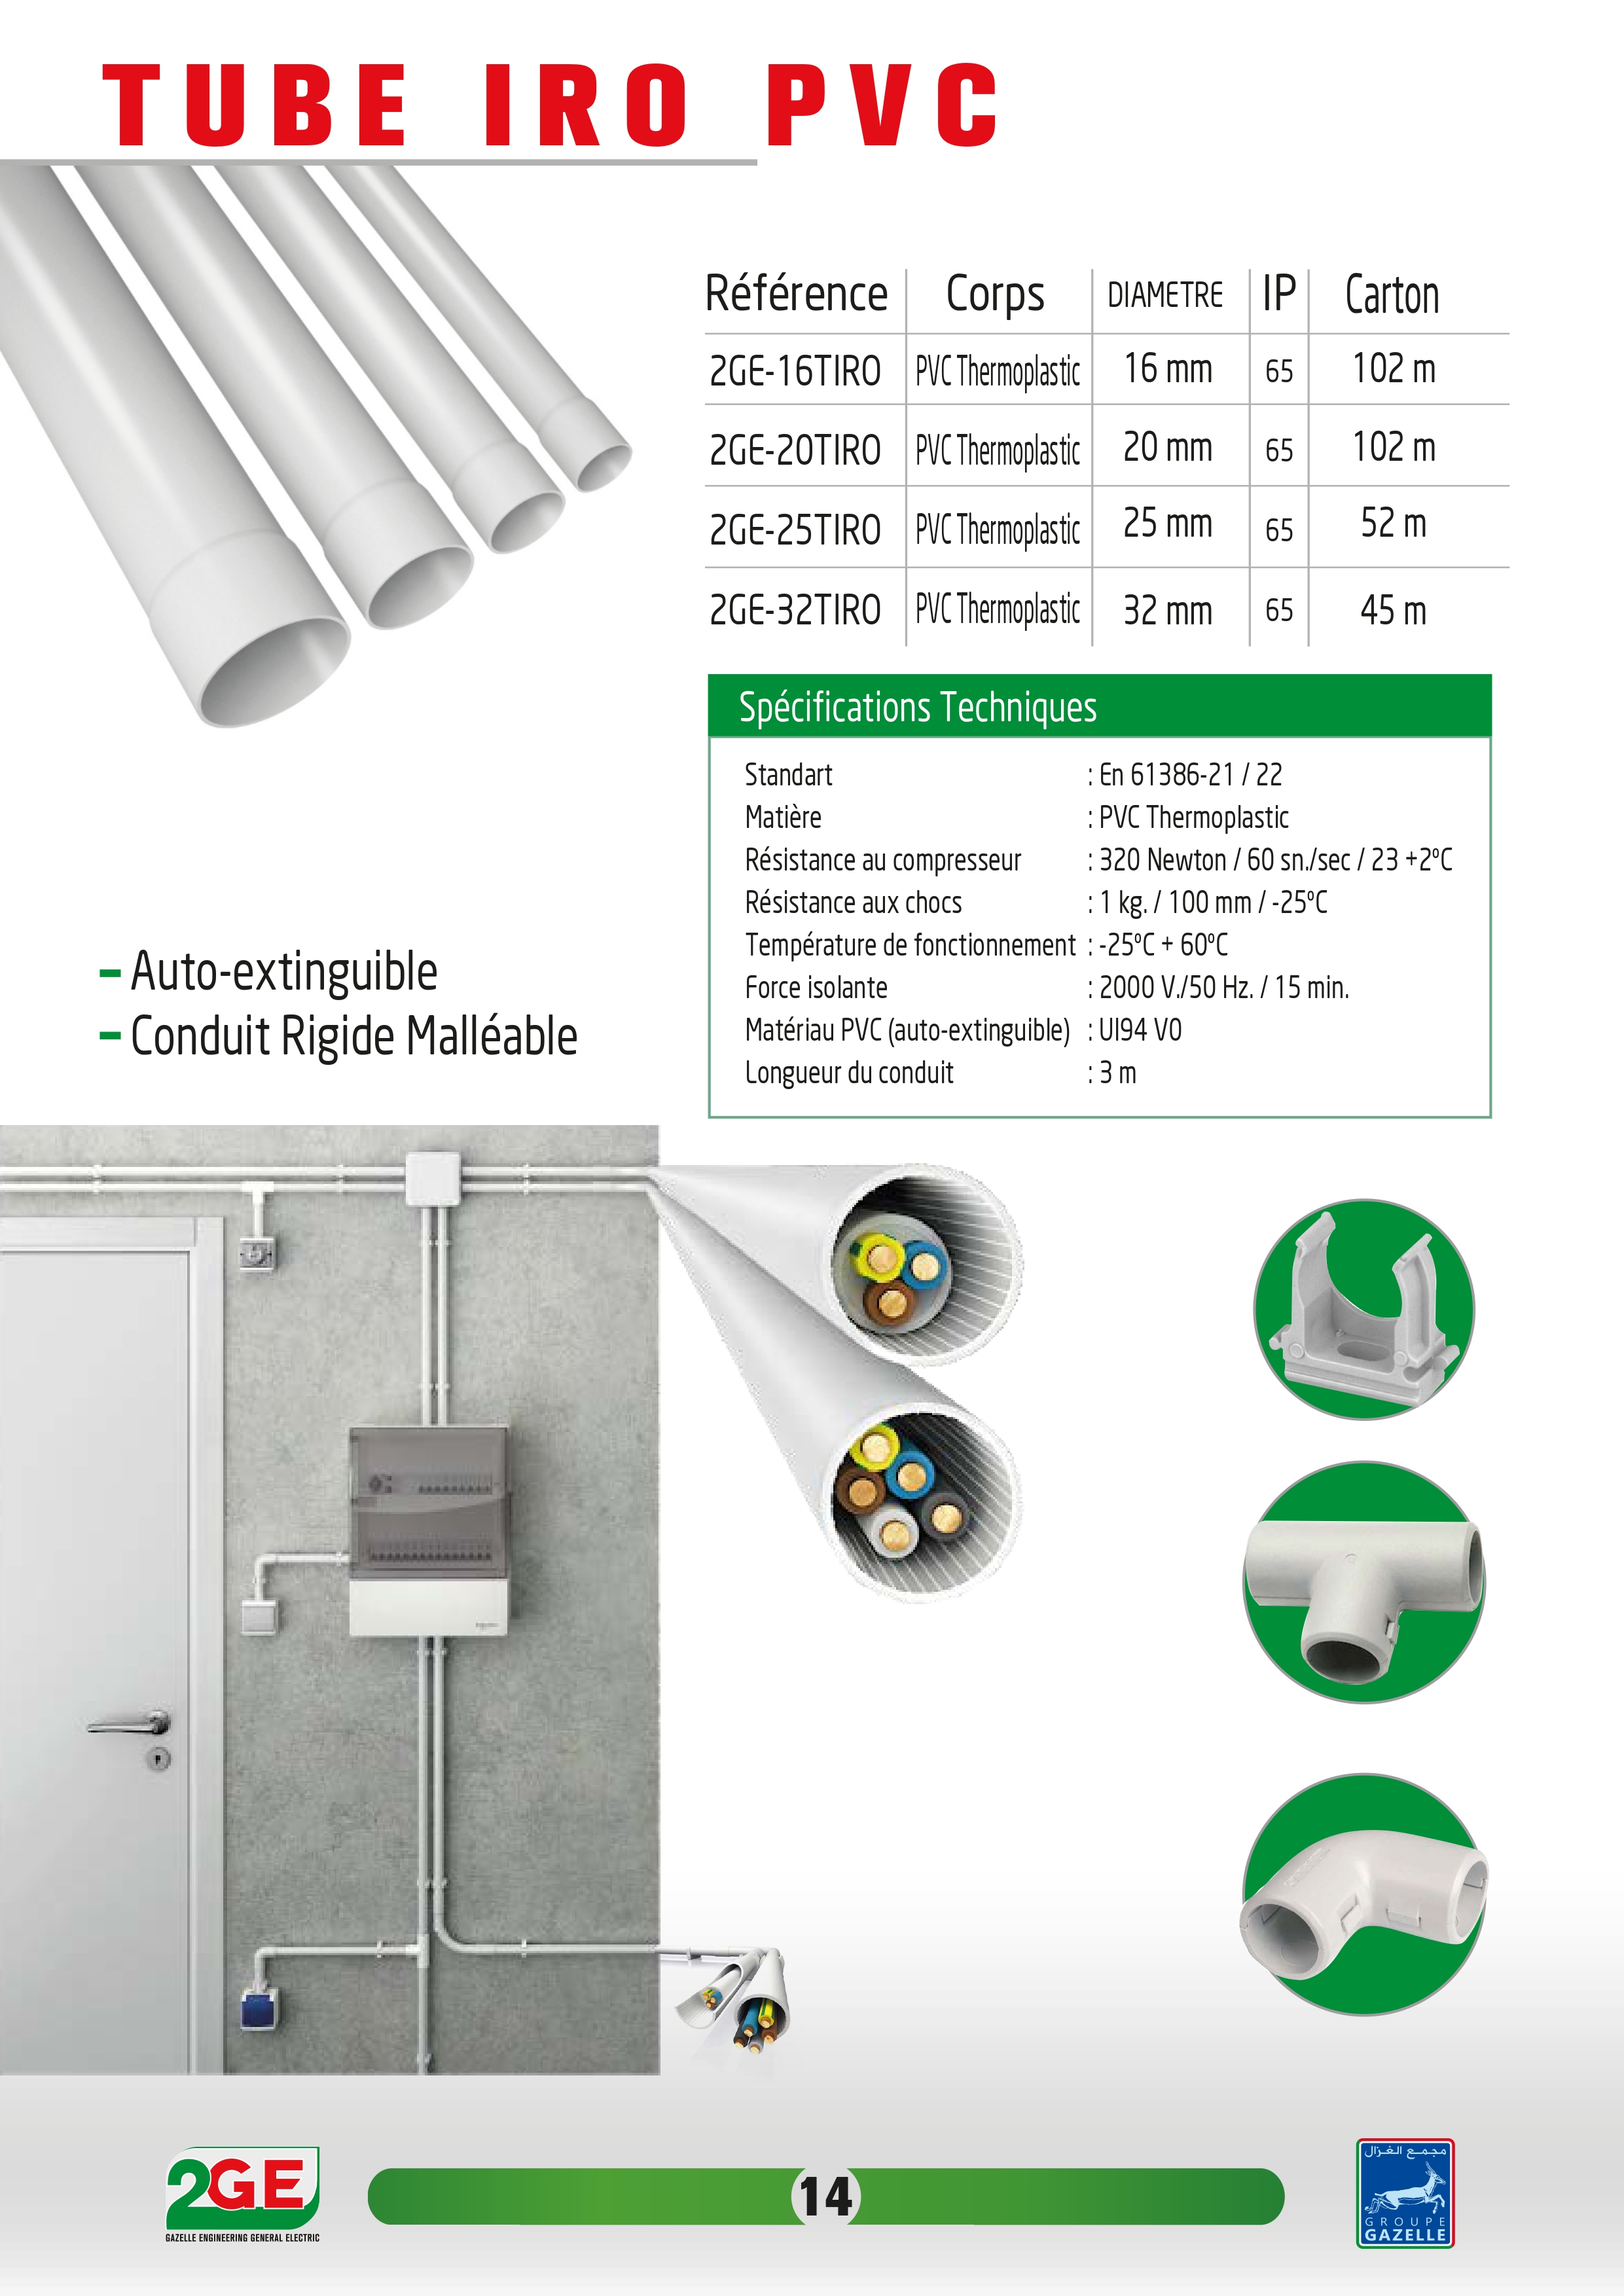 TUBE IRO PVC
Référence Corps DIAMETRE IP Carton
2GE-16TIRO PVC Thermoplastic 16 mm 65 102 m
2GE-20TIRO PVC Thermoplastic 20 mm 65 102 m
2GE-25TIRO PVC Thermoplastic 25 mm 65 52 m
2GE-32TIRO PVC Thermoplastic 32 mm 65 45 m
Spécifications Techniques
Standart : En 61386-21 / 22
Matière : PVC Thermoplastic
Résistance au compresseur : 320 Newton / 60 sn./sec / 23 +2ºC
Résistance aux chocs : 1 kg. / 100 mm / -25ºC
Température de fonctionnement : -25ºC + 60ºC
Force isolante : 2000 V./50 Hz. / 15 min.
Matériau PVC (auto-extinguible) : Ul94 V0
Longueur du conduit : 3 m
– Auto-extinguible
– Conduit Rigide Malléable
2GE
GAZELLE ENGINEERING GENERAL ELECTRIC
14
مجمع الغزال
GROUPE
GAZELLE